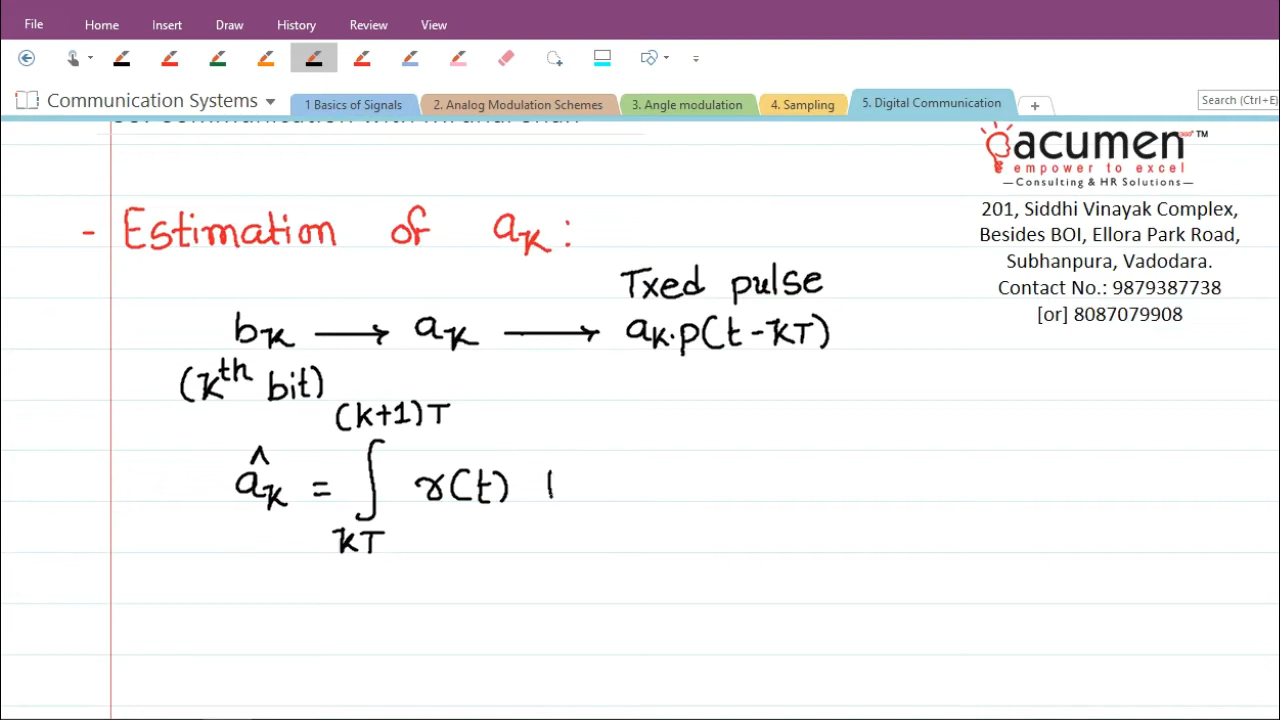 File Home Insert Draw History Review View
Communication Systems 1 Basics of Signals 2. Analog Modulation Schemes 3. Angle modulation 4. Sampling 5. Digital Communication + Search (Ctrl+E)
acumen 360° TM
empower to excel
Consulting & HR Solutions
201, Siddhi Vinayak Complex,
Besides BOI, Ellora Park Road,
Subhanpura, Vadodara.
Contact No.: 9879387738
[or] 8087079908
- Estimation of aₖ:
Txed pulse
bₖ → aₖ → aₖ.p(t-kT)
(kᵗʰ bit)
(k+1)T
âₖ = ∫ r(t) |
kT